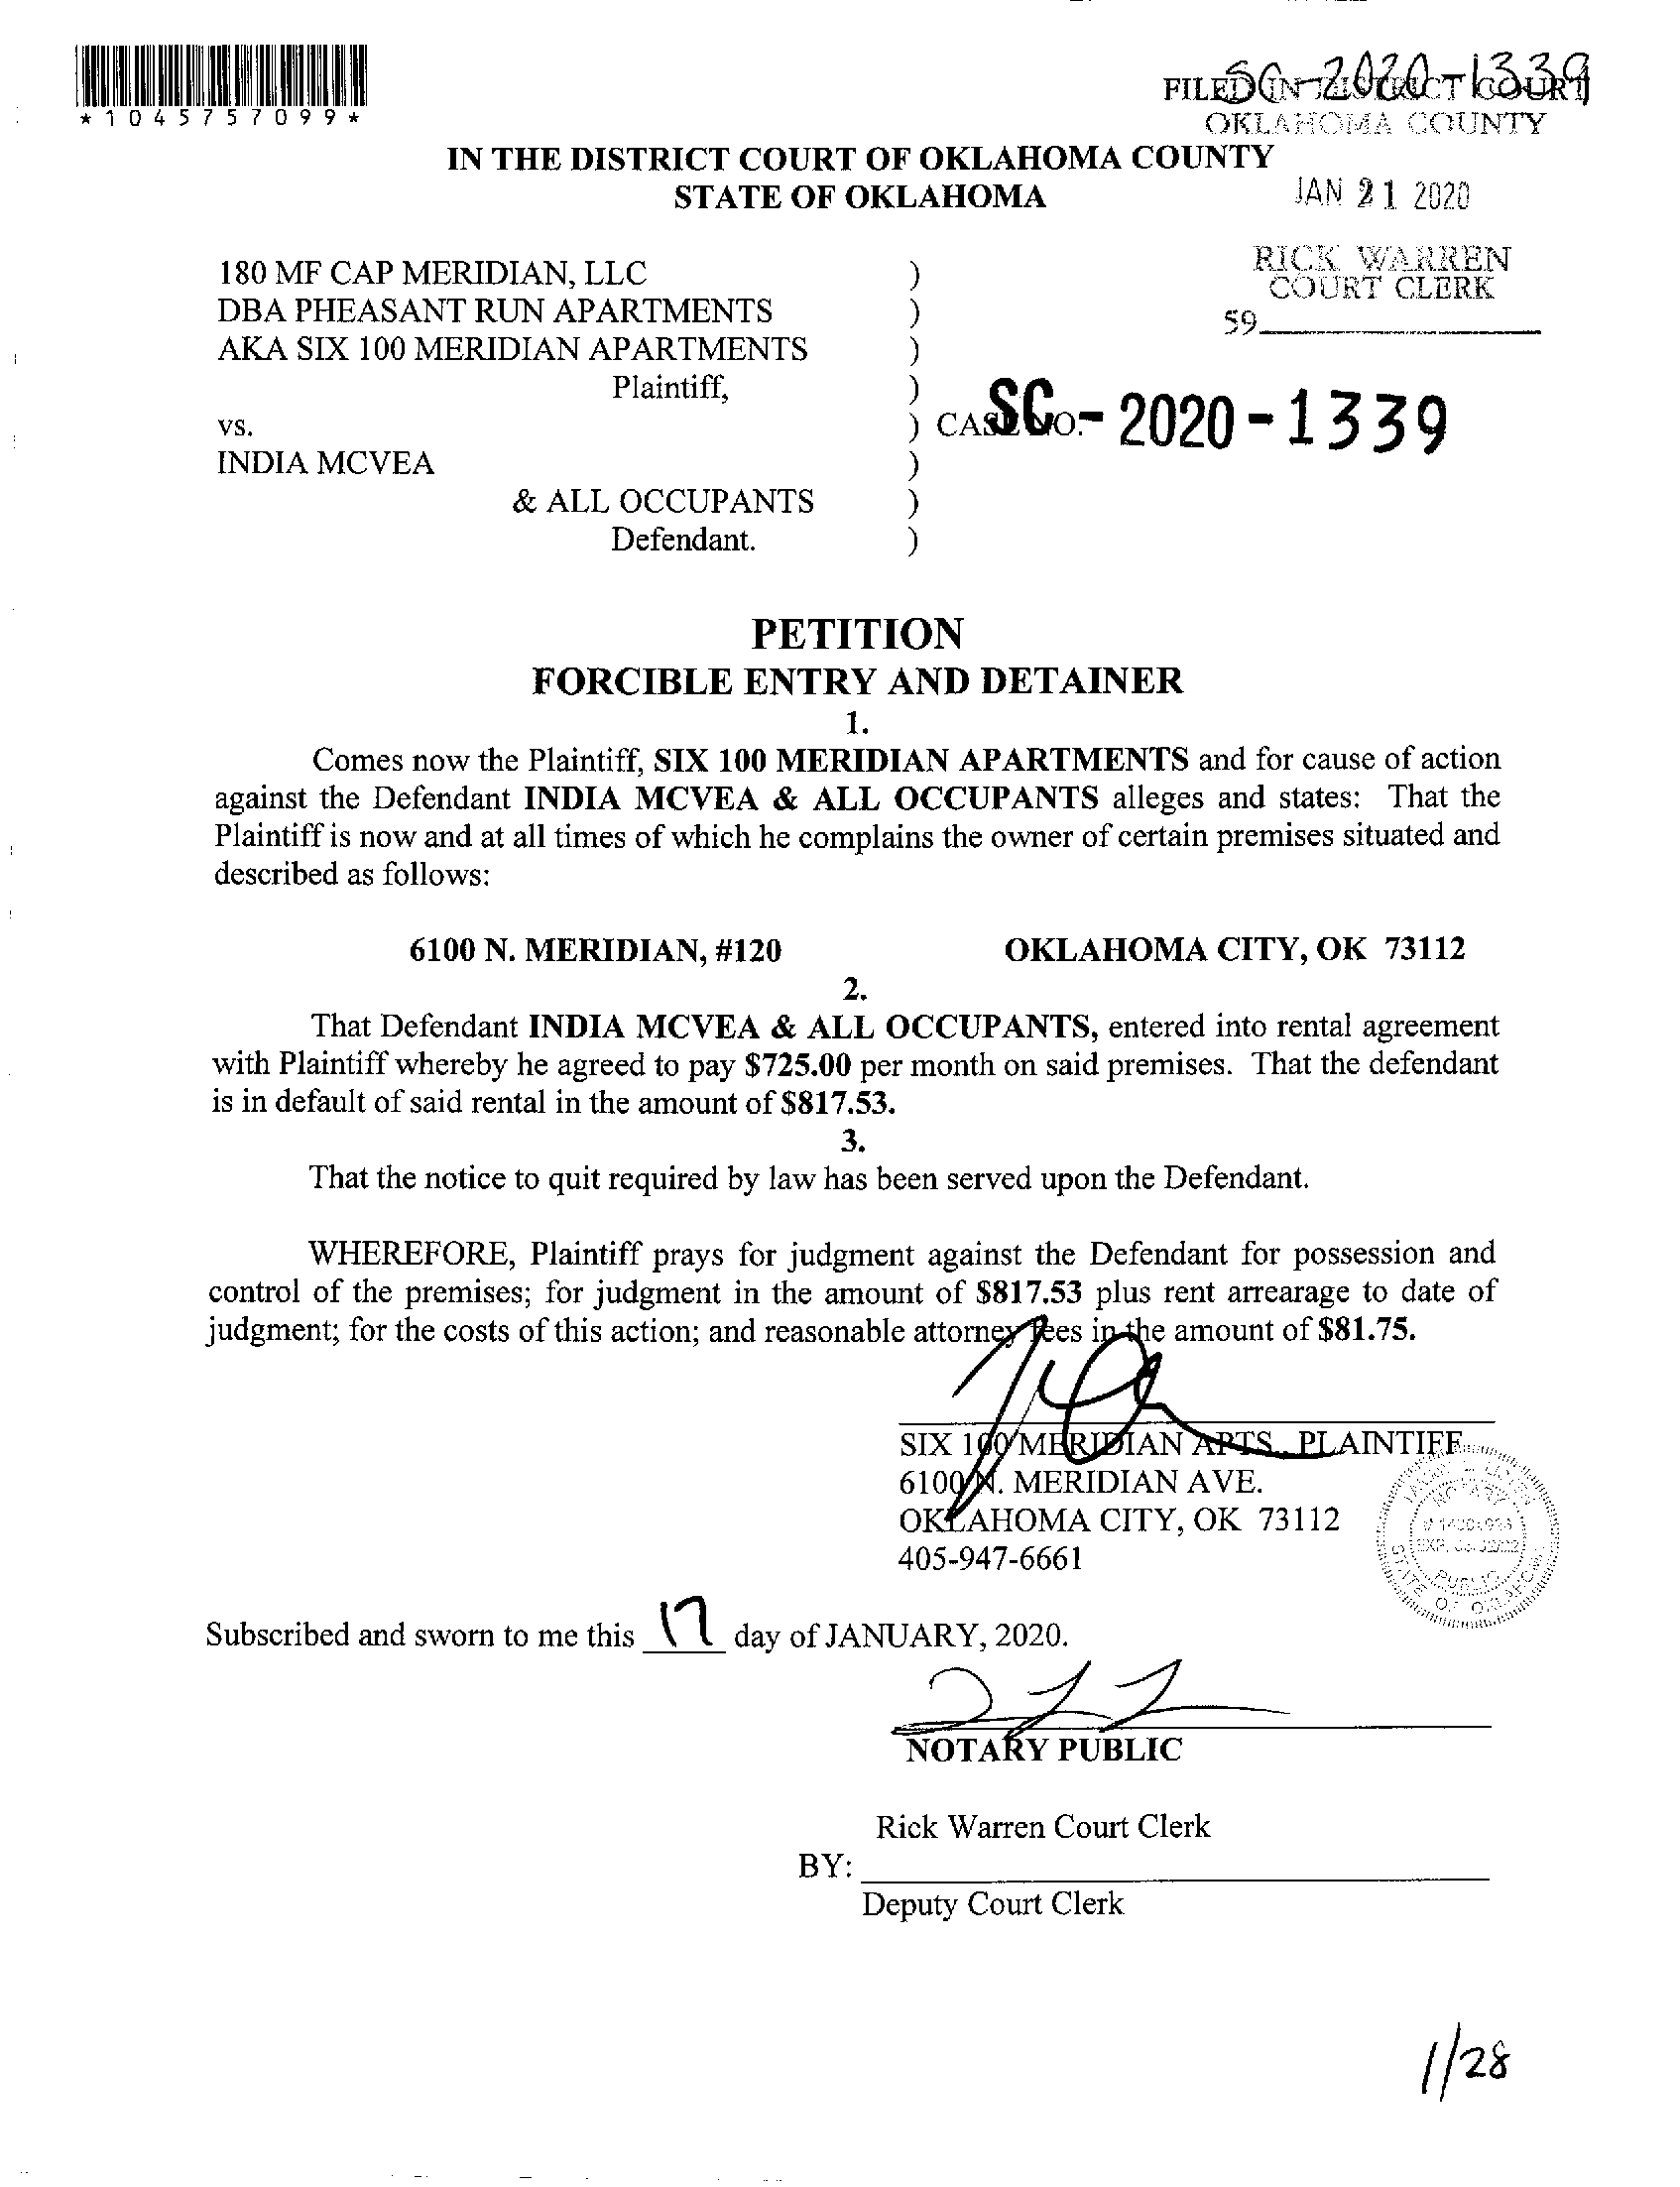 *1045757099*
SC-2020-1339
FILED IN DISTRICT COURT
OKLAHOMA COUNTY
IN THE DISTRICT COURT OF OKLAHOMA COUNTY
STATE OF OKLAHOMA
JAN 21 2020
RICK WARREN
COURT CLERK
59
180 MF CAP MERIDIAN, LLC )
DBA PHEASANT RUN APARTMENTS )
AKA SIX 100 MERIDIAN APARTMENTS )
Plaintiff, )
vs. ) CASE NO. SC-2020-1339
INDIA MCVEA )
& ALL OCCUPANTS )
Defendant. )
PETITION
FORCIBLE ENTRY AND DETAINER
1.
Comes now the Plaintiff, SIX 100 MERIDIAN APARTMENTS and for cause of action
against the Defendant INDIA MCVEA & ALL OCCUPANTS alleges and states: That the
Plaintiff is now and at all times of which he complains the owner of certain premises situated and
described as follows:
6100 N. MERIDIAN, #120 OKLAHOMA CITY, OK 73112
2.
That Defendant INDIA MCVEA & ALL OCCUPANTS, entered into rental agreement
with Plaintiff whereby he agreed to pay $725.00 per month on said premises. That the defendant
is in default of said rental in the amount of $817.53.
3.
That the notice to quit required by law has been served upon the Defendant.
WHEREFORE, Plaintiff prays for judgment against the Defendant for possession and
control of the premises; for judgment in the amount of $817.53 plus rent arrearage to date of
judgment; for the costs of this action; and reasonable attorney fees in the amount of $81.75.
SIX 100 MERIDIAN APTS., PLAINTIFF
6100 N. MERIDIAN AVE.
OKLAHOMA CITY, OK 73112
405-947-6661
NOTARY
PUBLIC
STATE OF OKLAHOMA
Subscribed and sworn to me this 17 day of JANUARY, 2020.
NOTARY PUBLIC
Rick Warren Court Clerk
BY:
Deputy Court Clerk
1/28